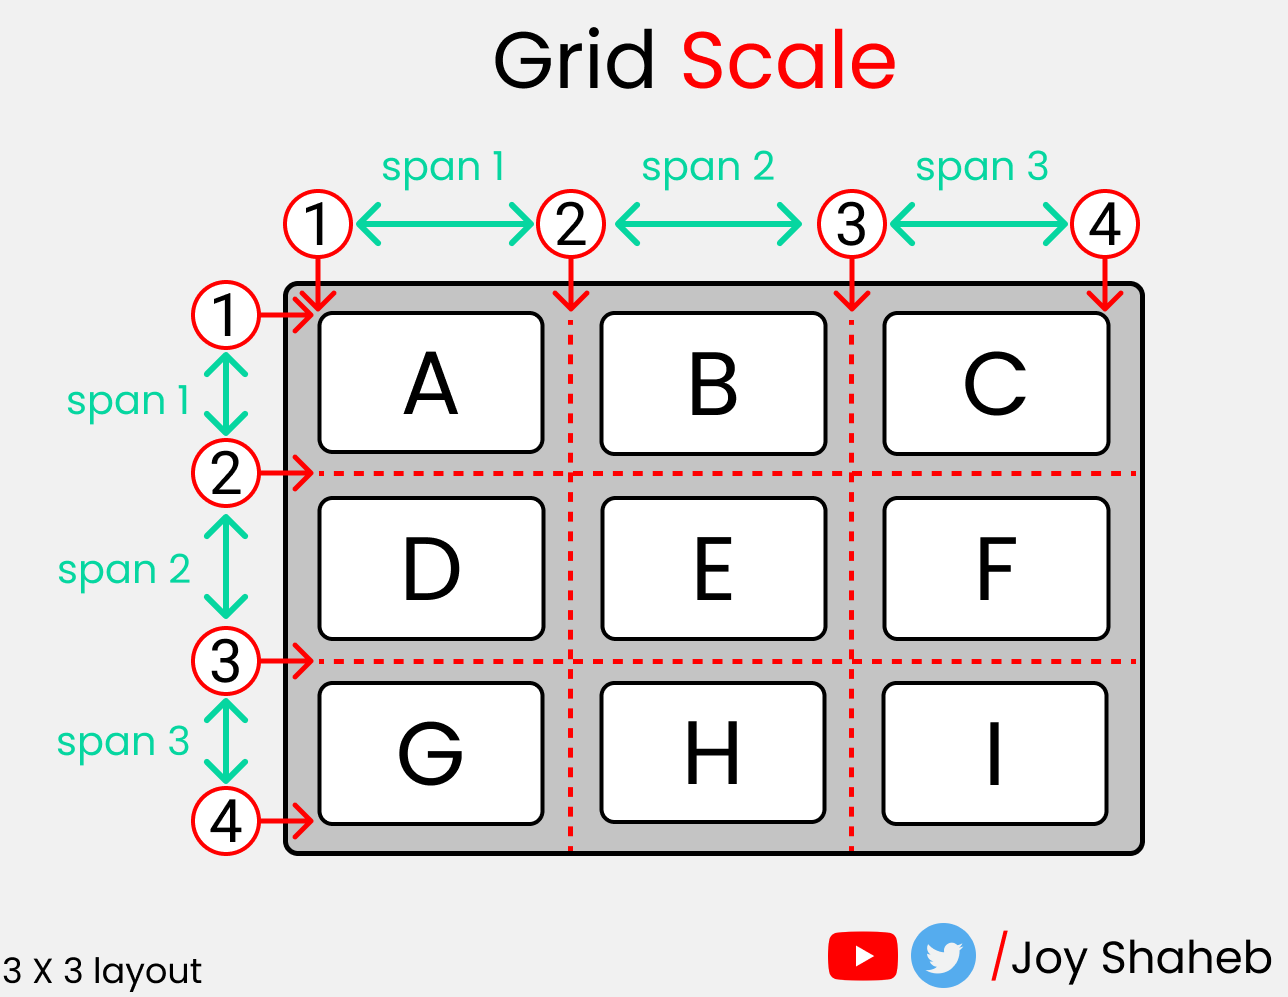 Grid Scale
span 1 span 2 span 3
1 2 3 4
1
A B C
span 1
2
D E F
span 2
3
G H I
span 3
4
3 X 3 layout
/Joy Shaheb